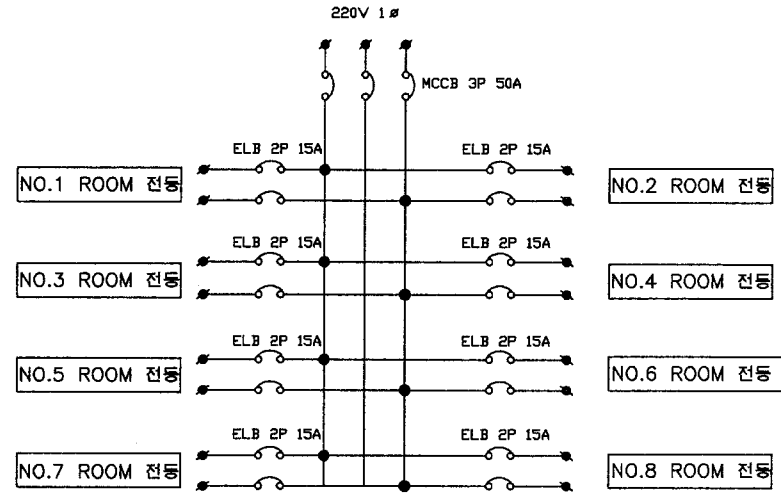 220V 1ø
MCCB 3P 50A
ELB 2P 15A ELB 2P 15A
NO.1 ROOM 전등 NO.2 ROOM 전등
ELB 2P 15A ELB 2P 15A
NO.3 ROOM 전등 NO.4 ROOM 전등
ELB 2P 15A ELB 2P 15A
NO.5 ROOM 전등 NO.6 ROOM 전등
ELB 2P 15A ELB 2P 15A
NO.7 ROOM 전등 NO.8 ROOM 전등